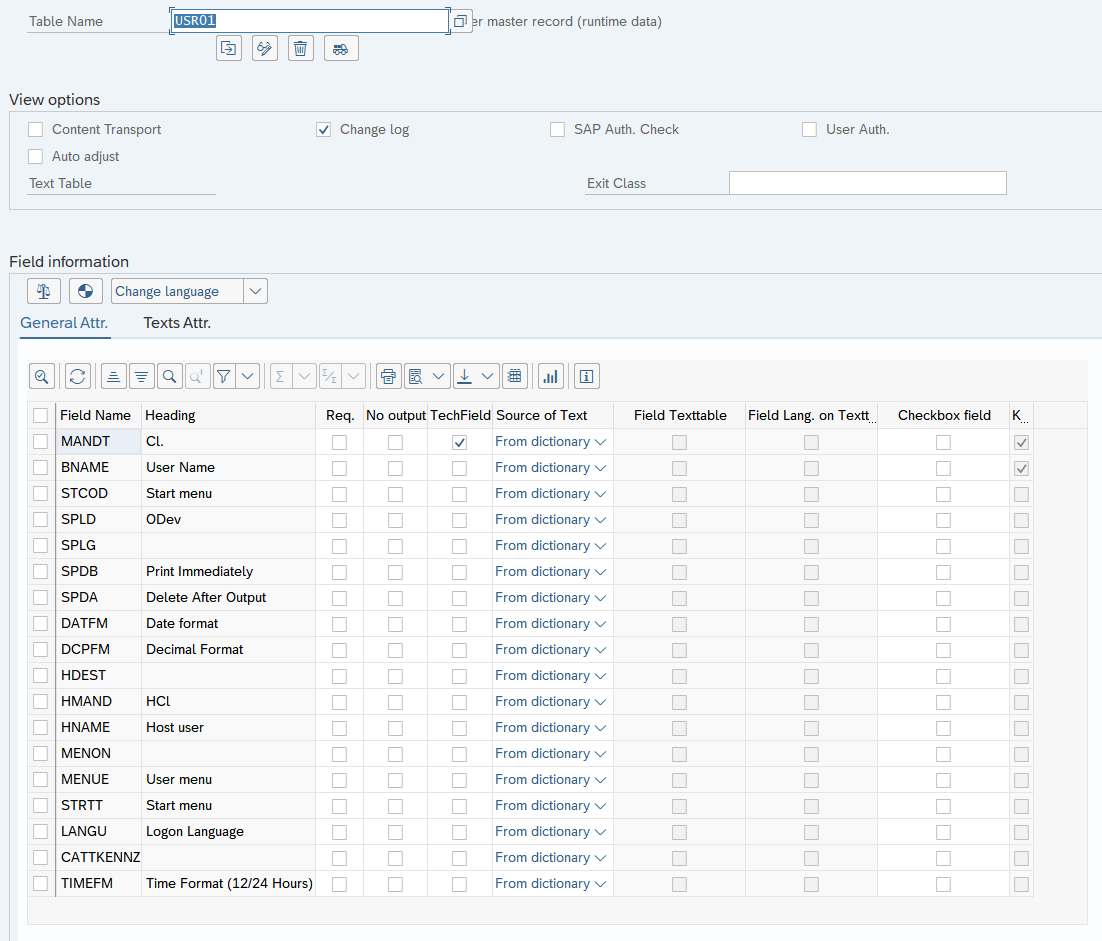 Table Name USR01 er master record (runtime data)
View options
Content Transport Change log SAP Auth. Check User Auth.
Auto adjust
Text Table Exit Class
Field information
Change language
General Attr. Texts Attr.
Field Name Heading Req. No output TechField Source of Text Field Texttable Field Lang. on Textt... Checkbox field K...
MANDT Cl. From dictionary
BNAME User Name From dictionary
STCOD Start menu From dictionary
SPLD ODev From dictionary
SPLG From dictionary
SPDB Print Immediately From dictionary
SPDA Delete After Output From dictionary
DATFM Date format From dictionary
DCPFM Decimal Format From dictionary
HDEST From dictionary
HMAND HCl From dictionary
HNAME Host user From dictionary
MENON From dictionary
MENUE User menu From dictionary
STRTT Start menu From dictionary
LANGU Logon Language From dictionary
CATTKENNZ From dictionary
TIMEFM Time Format (12/24 Hours) From dictionary